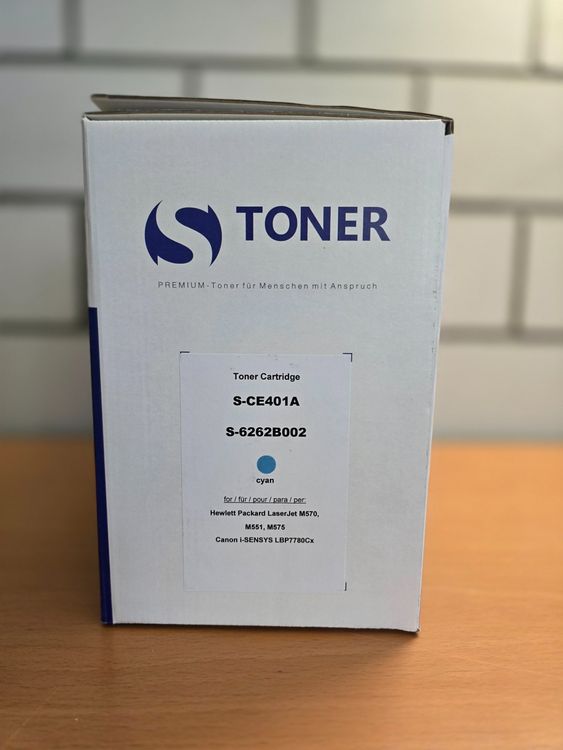 S TONER
PREMIUM-Toner für Menschen mit Anspruch
Toner Cartridge
S-CE401A
S-6262B002
cyan
for / für / pour / para / per:
Hewlett Packard LaserJet M570,
M551, M575
Canon i-SENSYS LBP7780Cx